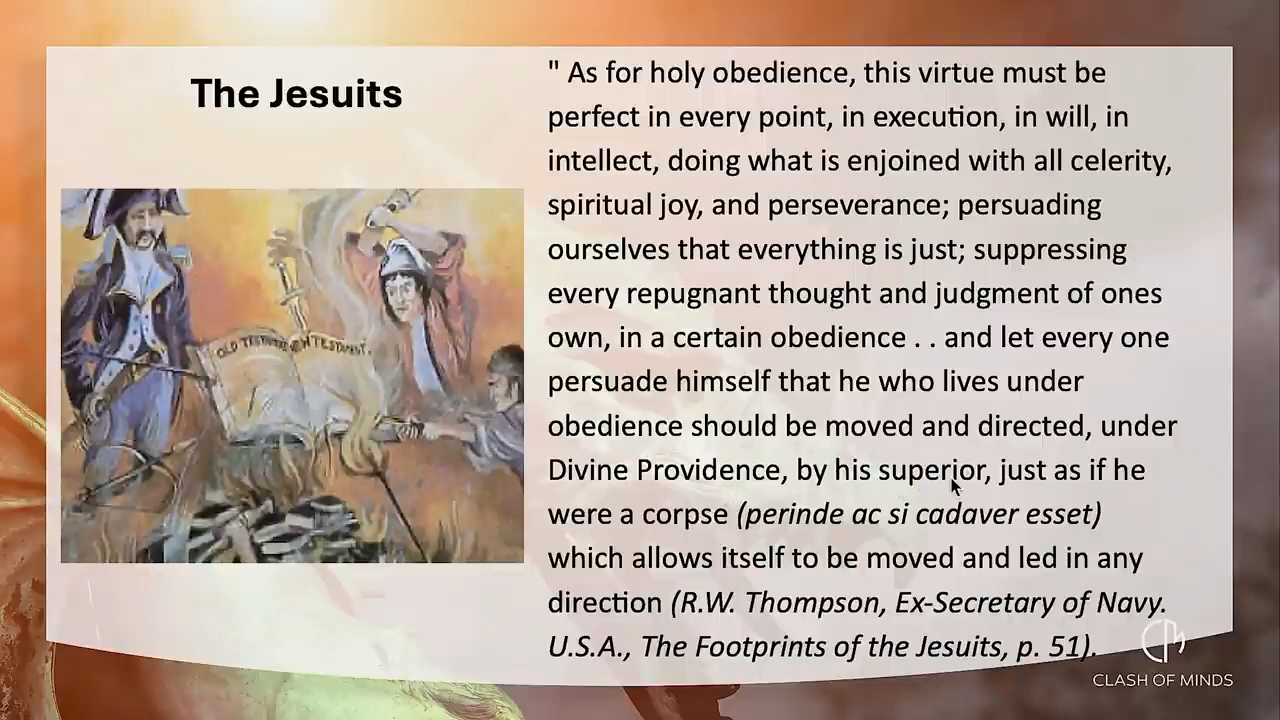 The Jesuits
" As for holy obedience, this virtue must be
perfect in every point, in execution, in will, in
intellect, doing what is enjoined with all celerity,
spiritual joy, and perseverance; persuading
ourselves that everything is just; suppressing
every repugnant thought and judgment of ones
own, in a certain obedience . . and let every one
persuade himself that he who lives under
obedience should be moved and directed, under
Divine Providence, by his superior, just as if he
were a corpse (perinde ac si cadaver esset)
which allows itself to be moved and led in any
direction (R.W. Thompson, Ex-Secretary of Navy.
U.S.A., The Footprints of the Jesuits, p. 51).
OLD TESTAMENT NEW TESTAMENT.
CLASH OF MINDS